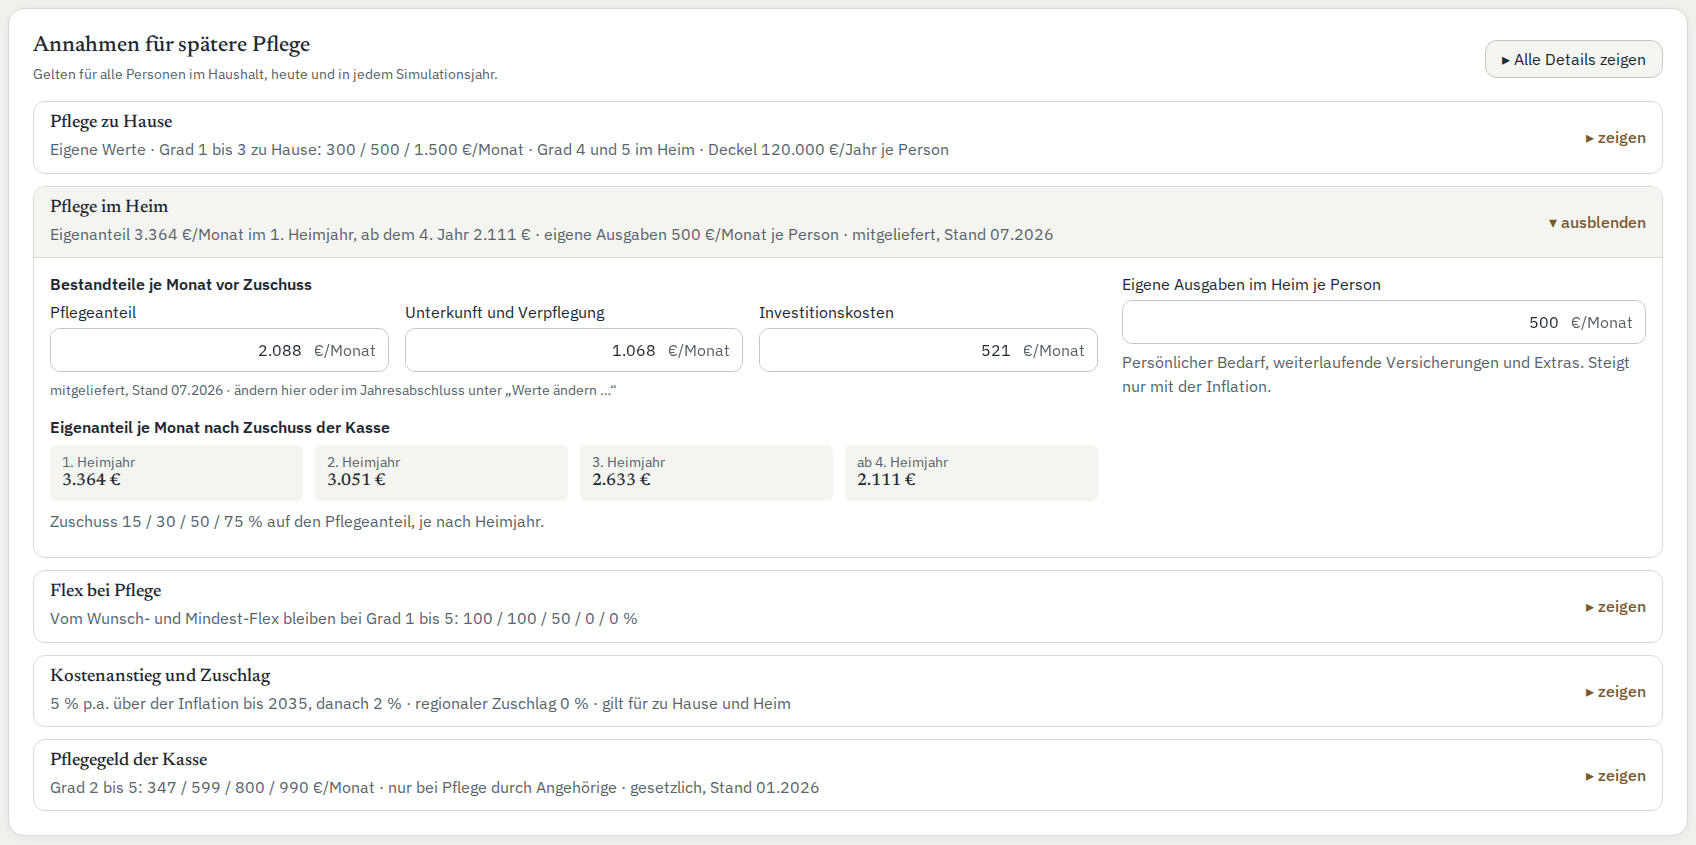 Annahmen für spätere Pflege
Gelten für alle Personen im Haushalt, heute und in jedem Simulationsjahr.
▸ Alle Details zeigen
Pflege zu Hause
Eigene Werte · Grad 1 bis 3 zu Hause: 300 / 500 / 1.500 €/Monat · Grad 4 und 5 im Heim · Deckel 120.000 €/Jahr je Person
▸ zeigen
Pflege im Heim
Eigenanteil 3.364 €/Monat im 1. Heimjahr, ab dem 4. Jahr 2.111 € · eigene Ausgaben 500 €/Monat je Person · mitgeliefert, Stand 07.2026
▾ ausblenden
Bestandteile je Monat vor Zuschuss
Pflegeanteil
2.088 €/Monat
Unterkunft und Verpflegung
1.068 €/Monat
Investitionskosten
521 €/Monat
mitgeliefert, Stand 07.2026 · ändern hier oder im Jahresabschluss unter „Werte ändern …“
Eigene Ausgaben im Heim je Person
500 €/Monat
Persönlicher Bedarf, weiterlaufende Versicherungen und Extras. Steigt
nur mit der Inflation.
Eigenanteil je Monat nach Zuschuss der Kasse
1. Heimjahr
3.364 €
2. Heimjahr
3.051 €
3. Heimjahr
2.633 €
ab 4. Heimjahr
2.111 €
Zuschuss 15 / 30 / 50 / 75 % auf den Pflegeanteil, je nach Heimjahr.
Flex bei Pflege
Vom Wunsch- und Mindest-Flex bleiben bei Grad 1 bis 5: 100 / 100 / 50 / 0 / 0 %
▸ zeigen
Kostenanstieg und Zuschlag
5 % p.a. über der Inflation bis 2035, danach 2 % · regionaler Zuschlag 0 % · gilt für zu Hause und Heim
▸ zeigen
Pflegegeld der Kasse
Grad 2 bis 5: 347 / 599 / 800 / 990 €/Monat · nur bei Pflege durch Angehörige · gesetzlich, Stand 01.2026
▸ zeigen